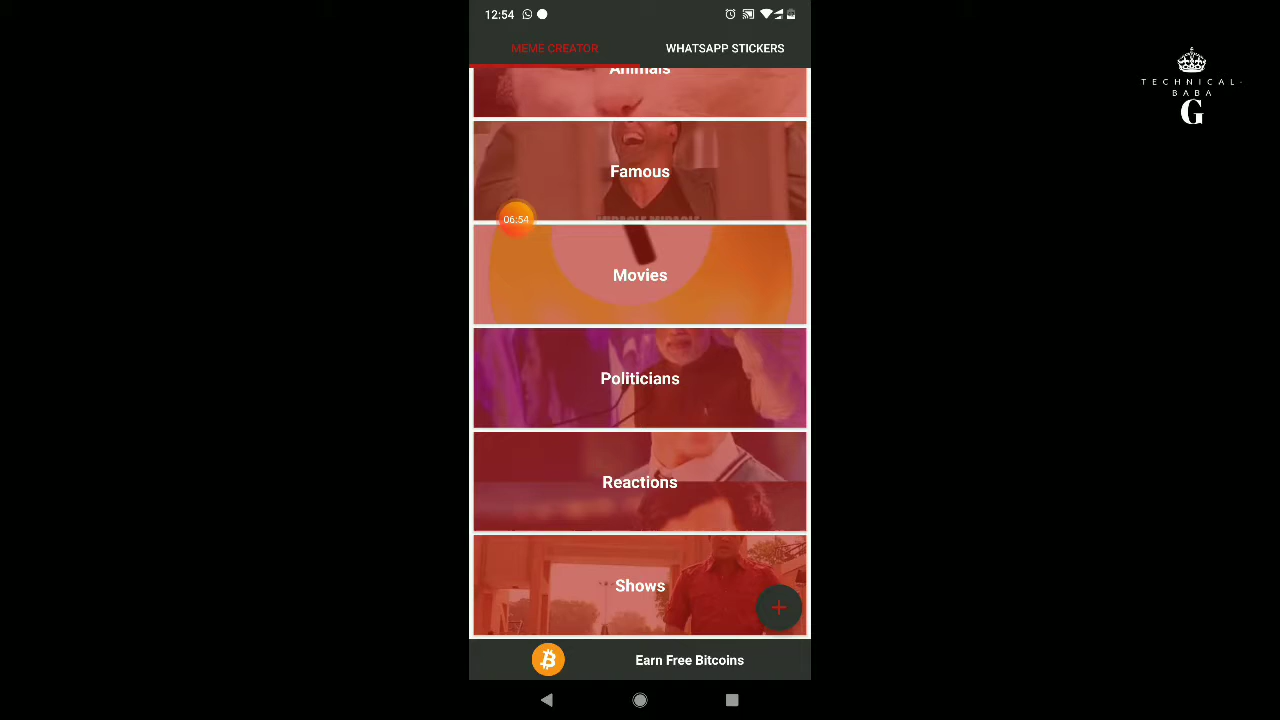 12:54
MEME CREATOR
WHATSAPP STICKERS
Animals
Famous
06:54
Movies
Politicians
Reactions
Shows
Earn Free Bitcoins
TECHNICAL-
BABA
G